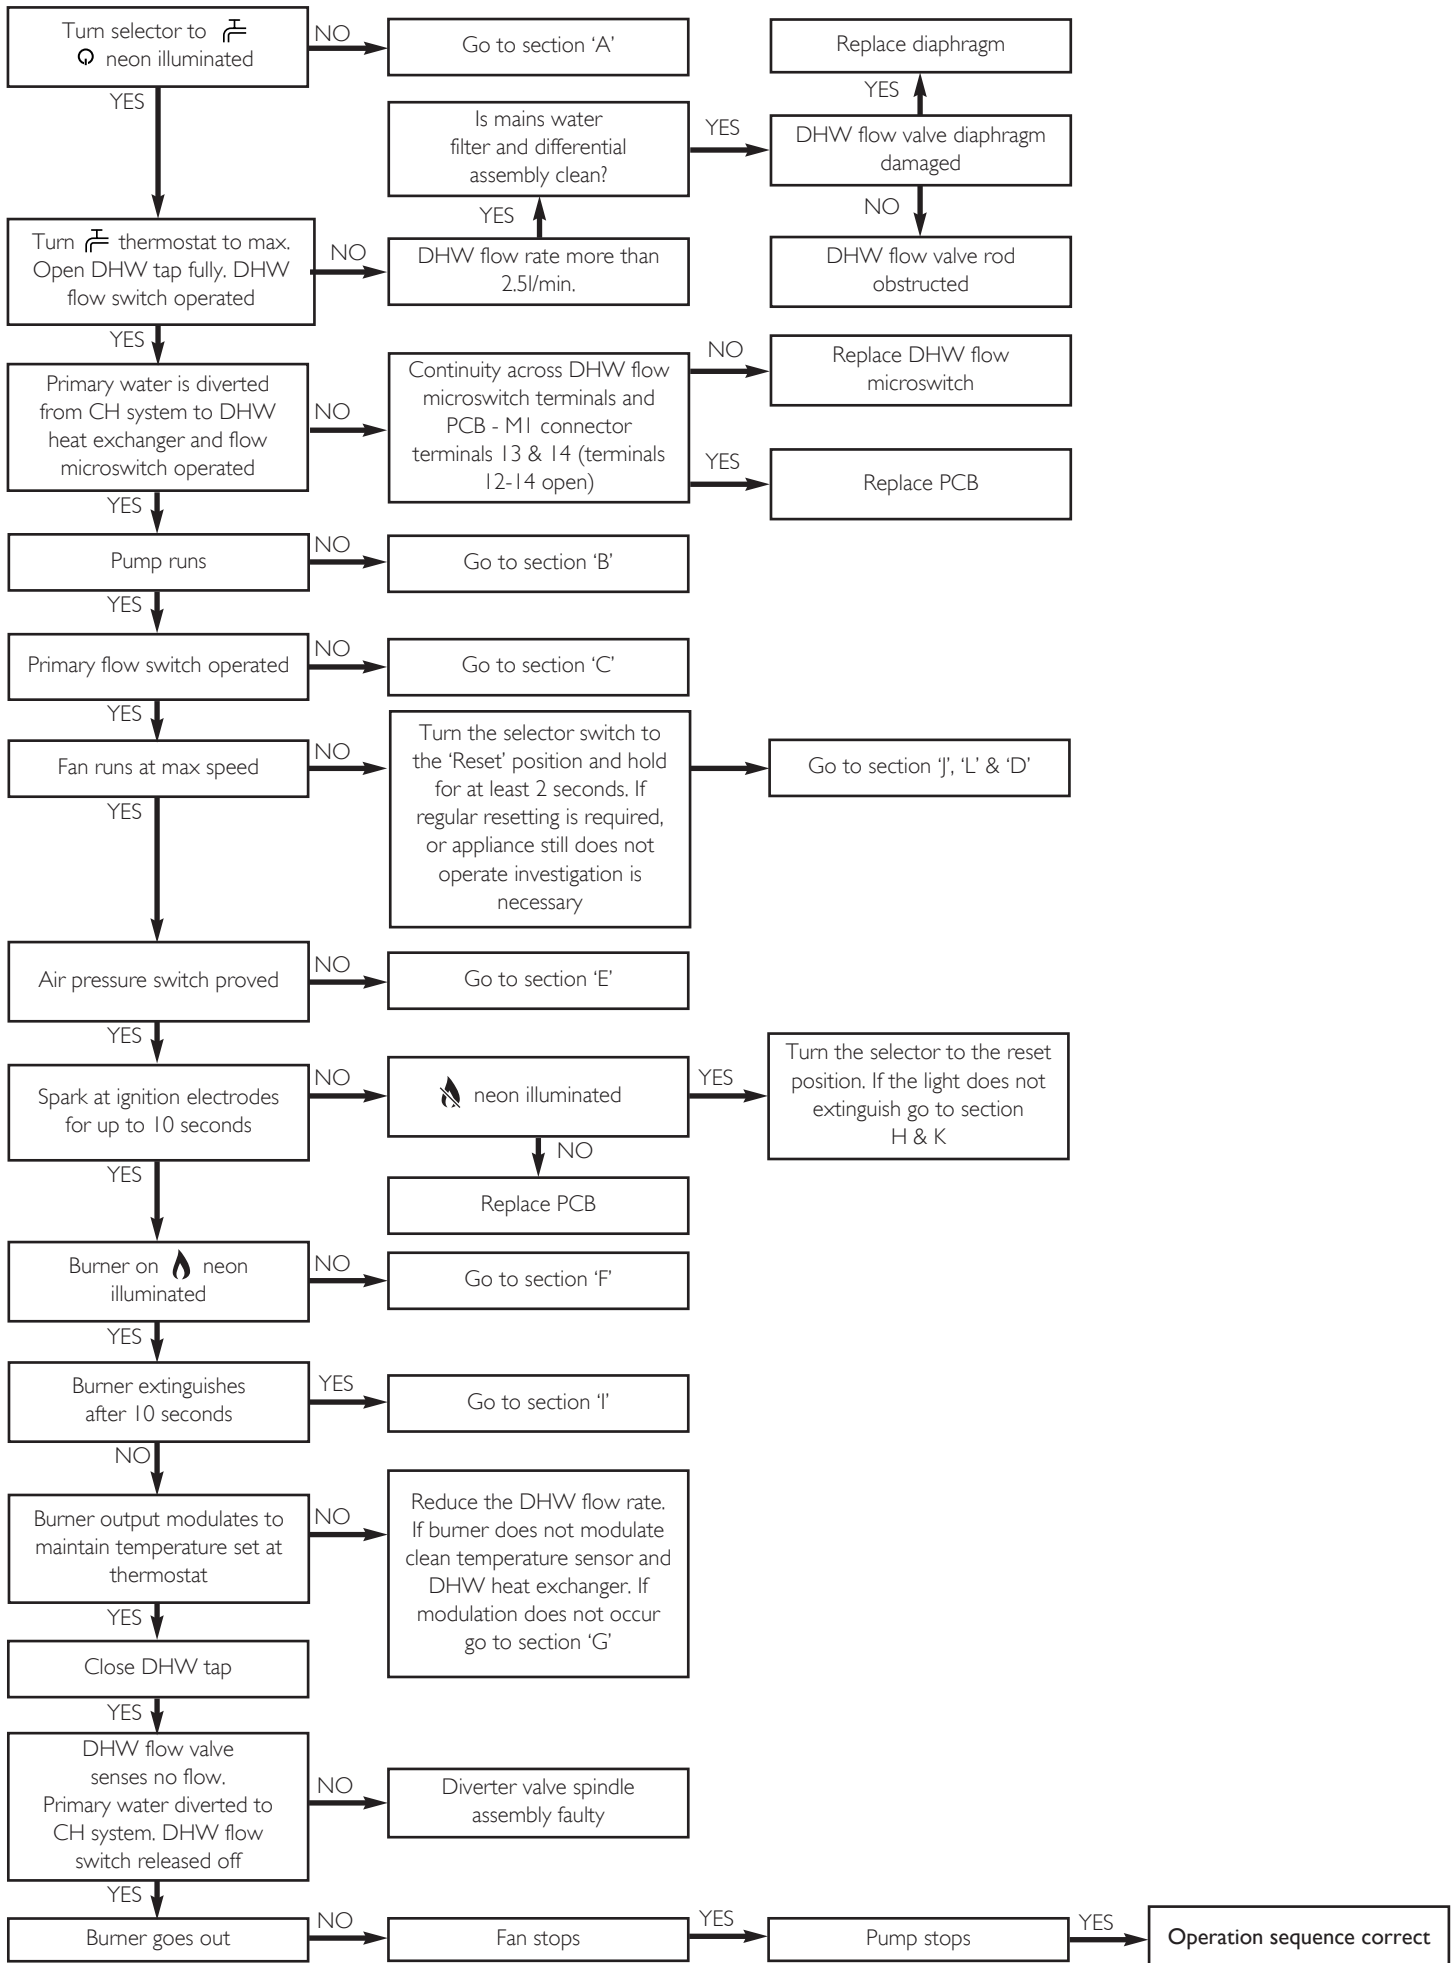 Turn selector to
neon illuminated
NO
Go to section ‘A’
Replace diaphragm
YES
YES
Is mains water
filter and differential
assembly clean?
YES
DHW flow valve diaphragm
damaged
NO
DHW flow valve rod
obstructed
YES
Turn thermostat to max.
Open DHW tap fully. DHW
flow switch operated
NO
DHW flow rate more than
2.5l/min.
YES
Primary water is diverted
from CH system to DHW
heat exchanger and flow
microswitch operated
NO
Continuity across DHW flow
microswitch terminals and
PCB - M1 connector
terminals 13 & 14 (terminals
12-14 open)
NO
Replace DHW flow
microswitch
YES
Replace PCB
YES
Pump runs
NO
Go to section ‘B’
YES
Primary flow switch operated
NO
Go to section ‘C’
YES
Fan runs at max speed
NO
Turn the selector switch to
the ‘Reset’ position and hold
for at least 2 seconds. If
regular resetting is required,
or appliance still does not
operate investigation is
necessary
Go to section ‘J’, ‘L’ & ‘D’
YES
Air pressure switch proved
NO
Go to section ‘E’
YES
Spark at ignition electrodes
for up to 10 seconds
NO
neon illuminated
YES
Turn the selector to the reset
position. If the light does not
extinguish go to section
H & K
NO
Replace PCB
YES
Burner on neon
illuminated
NO
Go to section ‘F’
YES
Burner extinguishes
after 10 seconds
YES
Go to section ‘I’
NO
Burner output modulates to
maintain temperature set at
thermostat
NO
Reduce the DHW flow rate.
If burner does not modulate
clean temperature sensor and
DHW heat exchanger. If
modulation does not occur
go to section ‘G’
YES
Close DHW tap
YES
DHW flow valve
senses no flow.
Primary water diverted to
CH system. DHW flow
switch released off
NO
Diverter valve spindle
assembly faulty
YES
Burner goes out
NO
Fan stops
YES
Pump stops
YES
Operation sequence correct